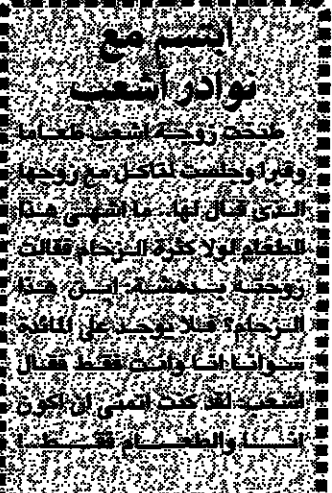 ابتسم مع
نوادر أشعب
طبخت زوجة أشعب طعاما
وفيرا وجلست لتأكل مع زوجها
الذى قال لها.. ما أشهى هذا
الطعام لولا كثرة الزحام فقالت
زوجته بدهشة: أين هذا
الزحام؟ فلا يوجد على المائدة
سوانا أنا وأنت فقط فقال
أشعب: لقد كنت أتمنى أن أكون
أنا والطعام فقط!